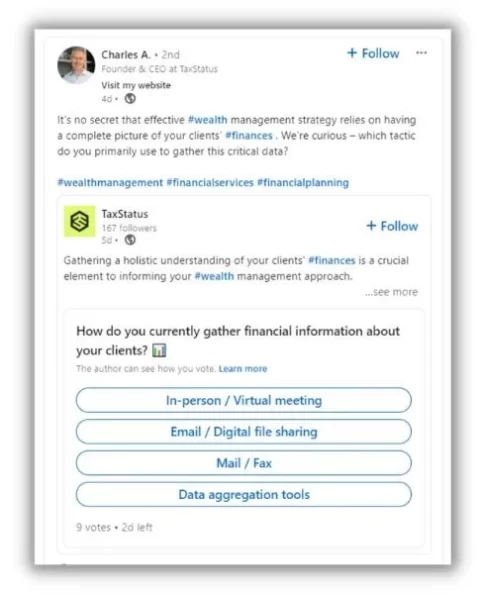 Charles A. • 2nd
+ Follow ...
Founder & CEO at TaxStatus
Visit my website
4d •
It's no secret that effective #wealth management strategy relies on having
a complete picture of your clients' #finances . We're curious – which tactic
do you primarily use to gather this critical data?
#wealthmanagement #financialservices #financialplanning
TaxStatus
167 followers
+ Follow
5d •
Gathering a holistic understanding of your clients' #finances is a crucial
element to informing your #wealth management approach.
...see more
How do you currently gather financial information about
your clients? 📊
The author can see how you vote. Learn more
In-person / Virtual meeting
Email / Digital file sharing
Mail / Fax
Data aggregation tools
9 votes • 2d left